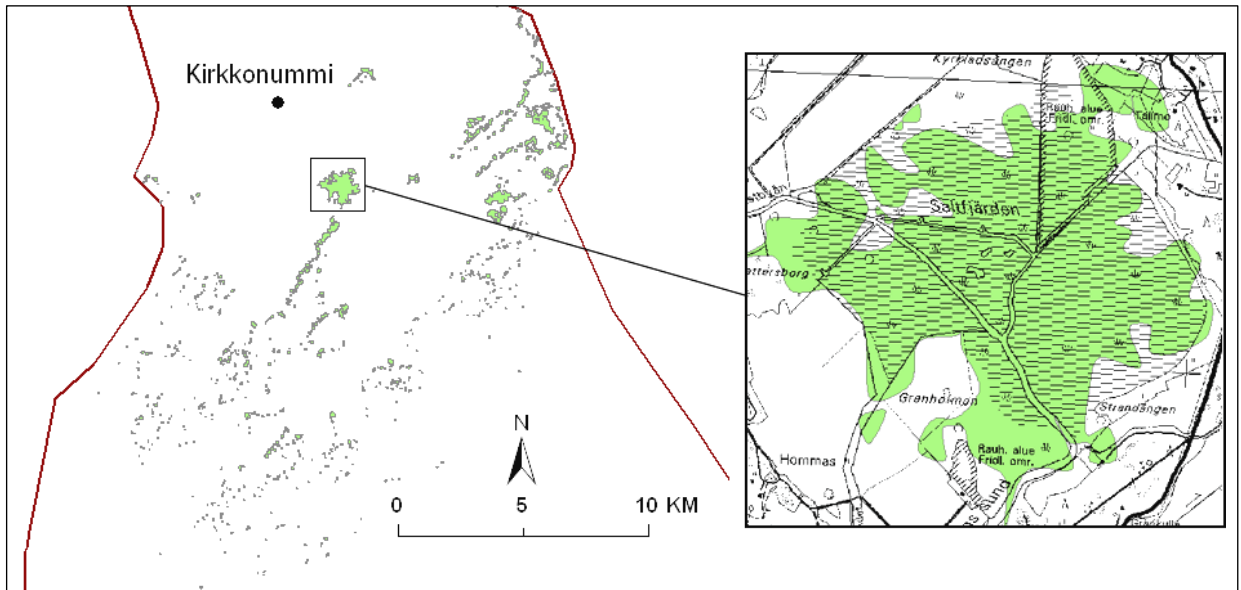 Kirkkonummi
N
0
5
10 KM
Kyrkladsängen
Rauh. alue
Fridl. omr.
Tallmo
Saltfjärden
Granholmen
Strandängen
Hommas
Rauh. alue
Fridl. omr.
sund